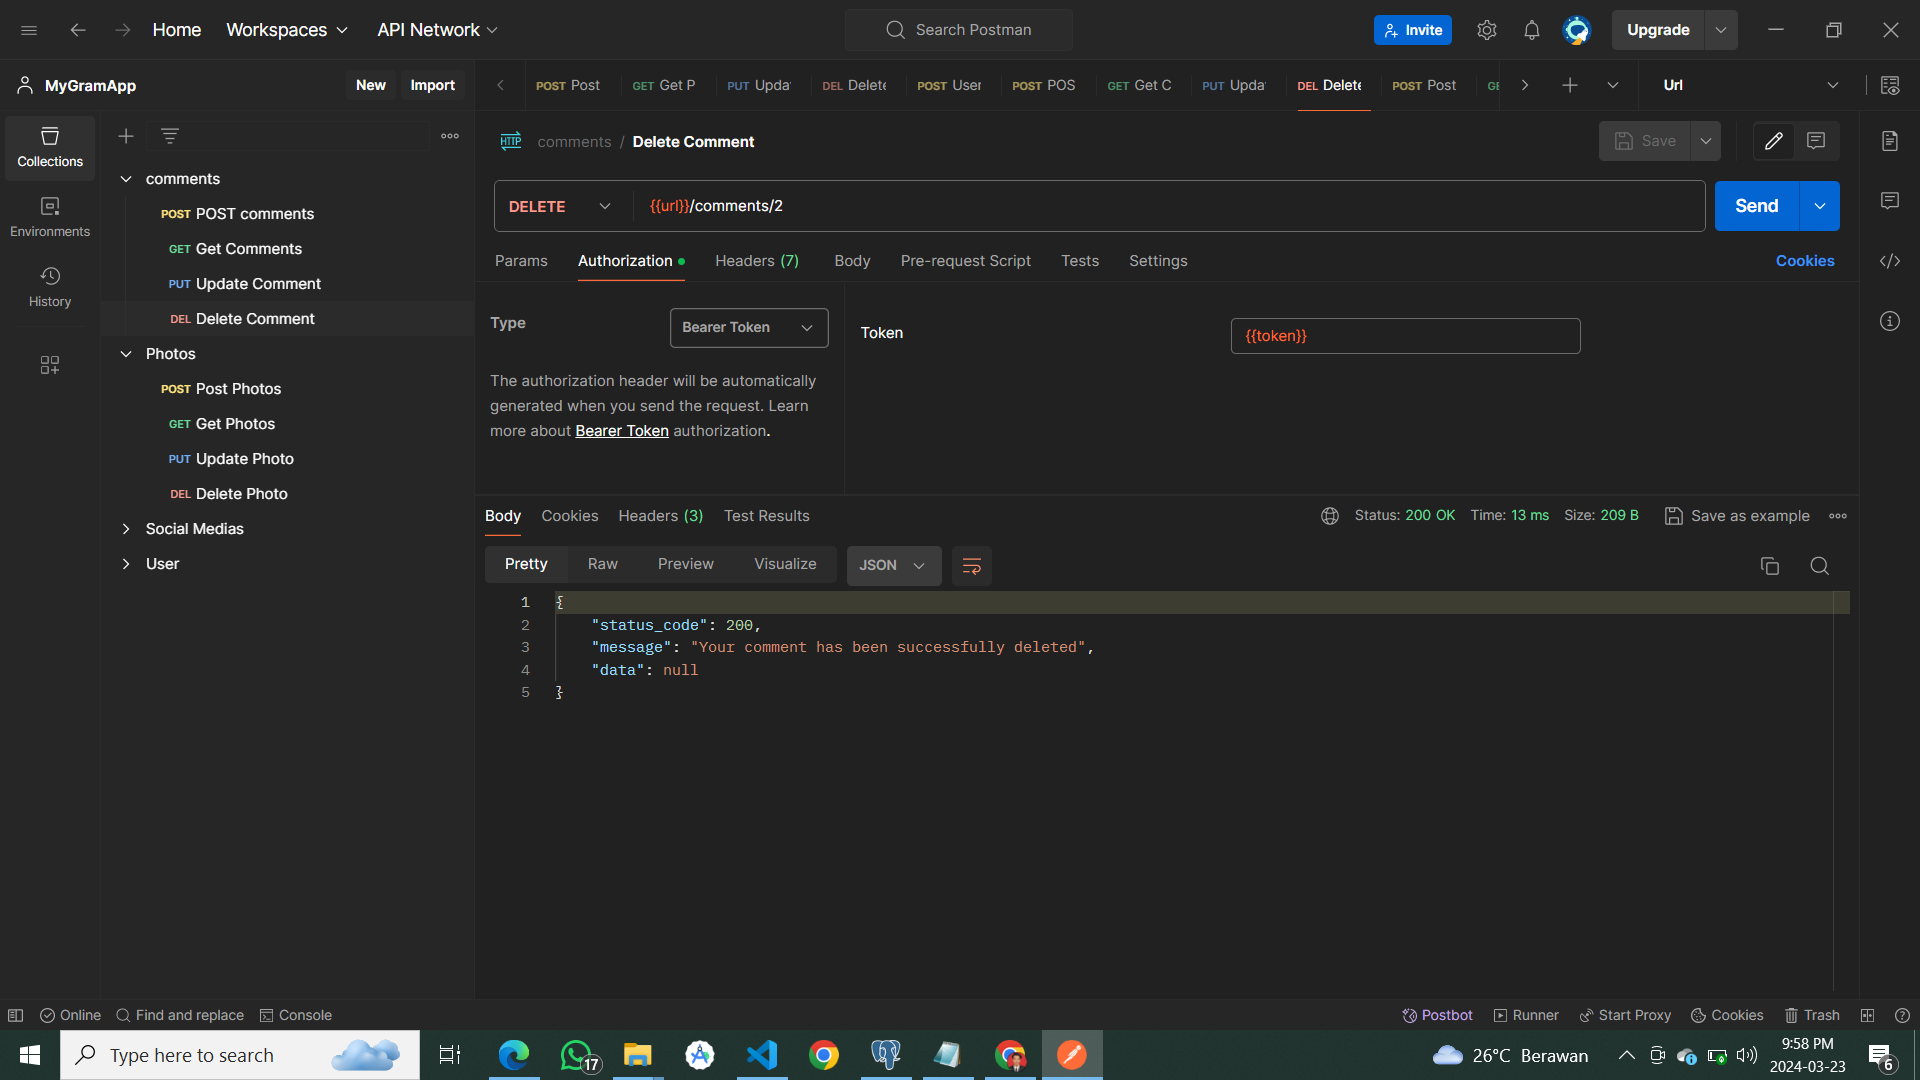 Home
Workspaces
API Network
Search Postman
Invite
Upgrade
MyGramApp
New
Import
POST Post
GET Get P
PUT Upda
DEL Delete
POST User
POST POS
GET Get C
PUT Upda
DEL Delete
POST Post
GE
Url
Collections
Environments
History
comments
POST POST comments
GET Get Comments
PUT Update Comment
DEL Delete Comment
Photos
POST Post Photos
GET Get Photos
PUT Update Photo
DEL Delete Photo
Social Medias
User
HTTP comments / Delete Comment
Save
DELETE
{{url}}/comments/2
Send
Params
Authorization
Headers (7)
Body
Pre-request Script
Tests
Settings
Cookies
Type
Bearer Token
The authorization header will be automatically
generated when you send the request. Learn
more about Bearer Token authorization.
Token
{{token}}
Body
Cookies
Headers (3)
Test Results
Status: 200 OK
Time: 13 ms
Size: 209 B
Save as example
Pretty
Raw
Preview
Visualize
JSON
1 {
2 "status_code": 200,
3 "message": "Your comment has been successfully deleted",
4 "data": null
5 }
Online
Find and replace
Console
Postbot
Runner
Start Proxy
Cookies
Trash
Type here to search
17
26°C Berawan
9:58 PM
2024-03-23
6